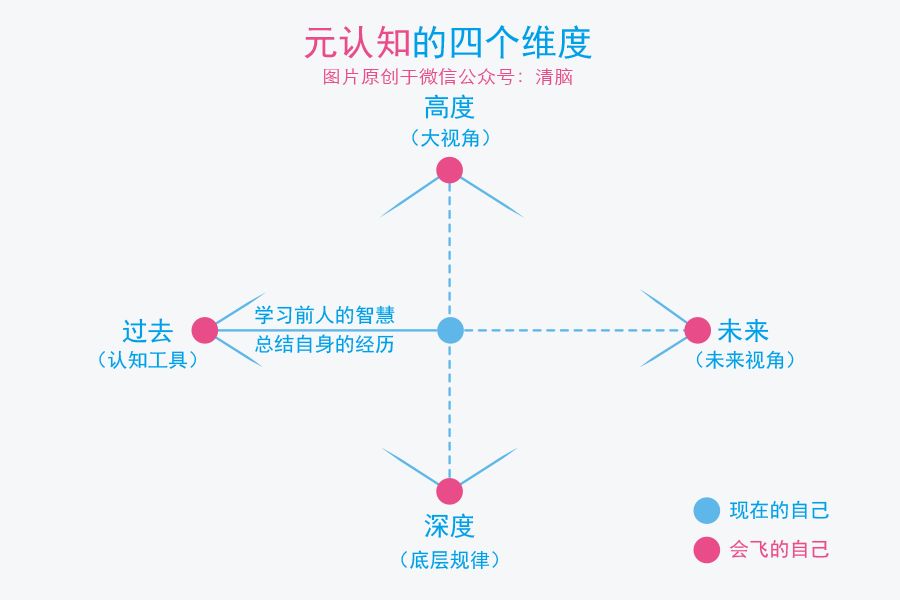 元认知的四个维度
图片原创于微信公众号：清脑
高度
（大视角）
学习前人的智慧
总结自身的经历
过去
（认知工具）
未来
（未来视角）
深度
（底层规律）
现在的自己
会飞的自己